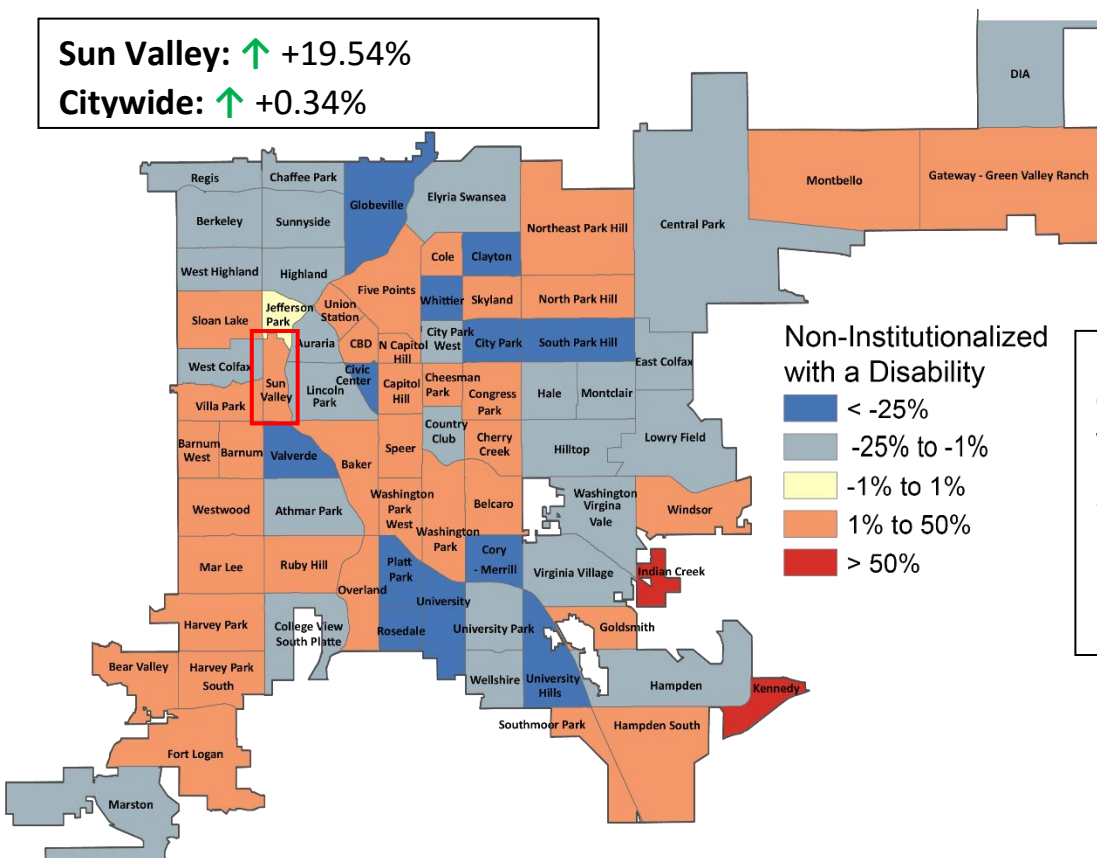 Sun Valley: ↑ +19.54%
Citywide: ↑ +0.34%
DIA
Regis
Chaffee Park
Globeville
Elyria Swansea
Montbello
Gateway - Green Valley Ranch
Berkeley
Sunnyside
Northeast Park Hill
Central Park
West Highland
Highland
Cole
Clayton
Five Points
Whittier
Skyland
North Park Hill
Sloan Lake
Jefferson
Park
Union
Station
Auraria
CBD
N Capitol
Hill
City Park
West
City Park
South Park Hill
East Colfax
West Colfax
Sun
Valley
Lincoln
Park
Civic
Center
Capitol
Hill
Cheesman
Park
Congress
Park
Hale
Montclair
Villa Park
Country
Club
Cherry
Creek
Hilltop
Lowry Field
Barnum
West
Barnum
Valverde
Baker
Speer
Westwood
Athmar Park
Washington
Park
West
Washington
Park
Belcaro
Washington
Virgina
Vale
Windsor
Mar Lee
Ruby Hill
Overland
Platt
Park
Cory
- Merrill
Virginia Village
Indian Creek
University
Harvey Park
College View
South Platte
Rosedale
University Park
Goldsmith
Bear Valley
Harvey Park
South
Wellshire
University
Hills
Hampden
Kennedy
Southmoor Park
Hampden South
Fort Logan
Marston
Non-Institutionalized
with a Disability
< -25%
-25% to -1%
-1% to 1%
1% to 50%
> 50%